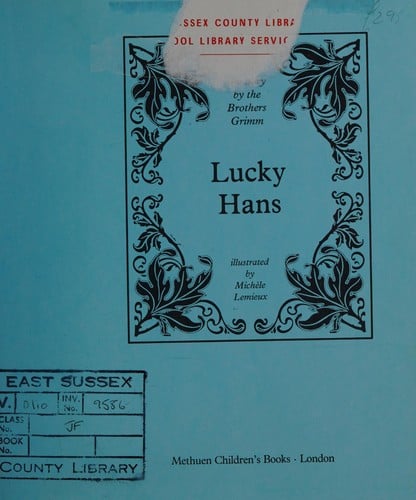 SSEX COUNTY LIBRA
OOL LIBRARY SERVIC
by the
Brothers
Grimm
Lucky
Hans
illustrated
by
Michèle
Lemieux
EAST SUSSEX
V. 0110 INV. No. 9586
CLASS No. JF
BOOK No.
COUNTY LIBRARY
Methuen Children's Books · London